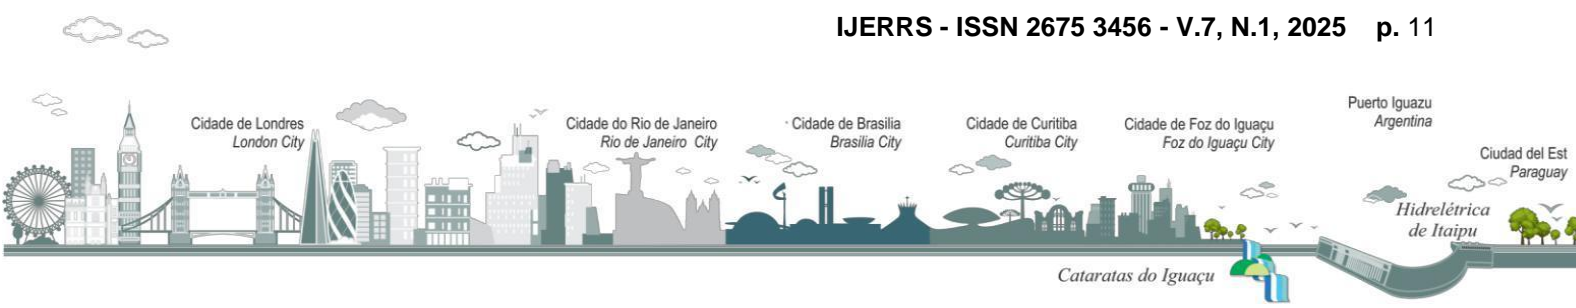 IJERRS - ISSN 2675 3456 - V.7, N.1, 2025 p. 11
Cidade de Londres
London City
Cidade do Rio de Janeiro
Rio de Janeiro City
Cidade de Brasilia
Brasilia City
Cidade de Curitiba
Curitiba City
Cidade de Foz do Iguaçu
Foz do Iguaçu City
Puerto Iguazu
Argentina
Ciudad del Est
Paraguay
Hidrelétrica
de Itaipu
Cataratas do Iguaçu